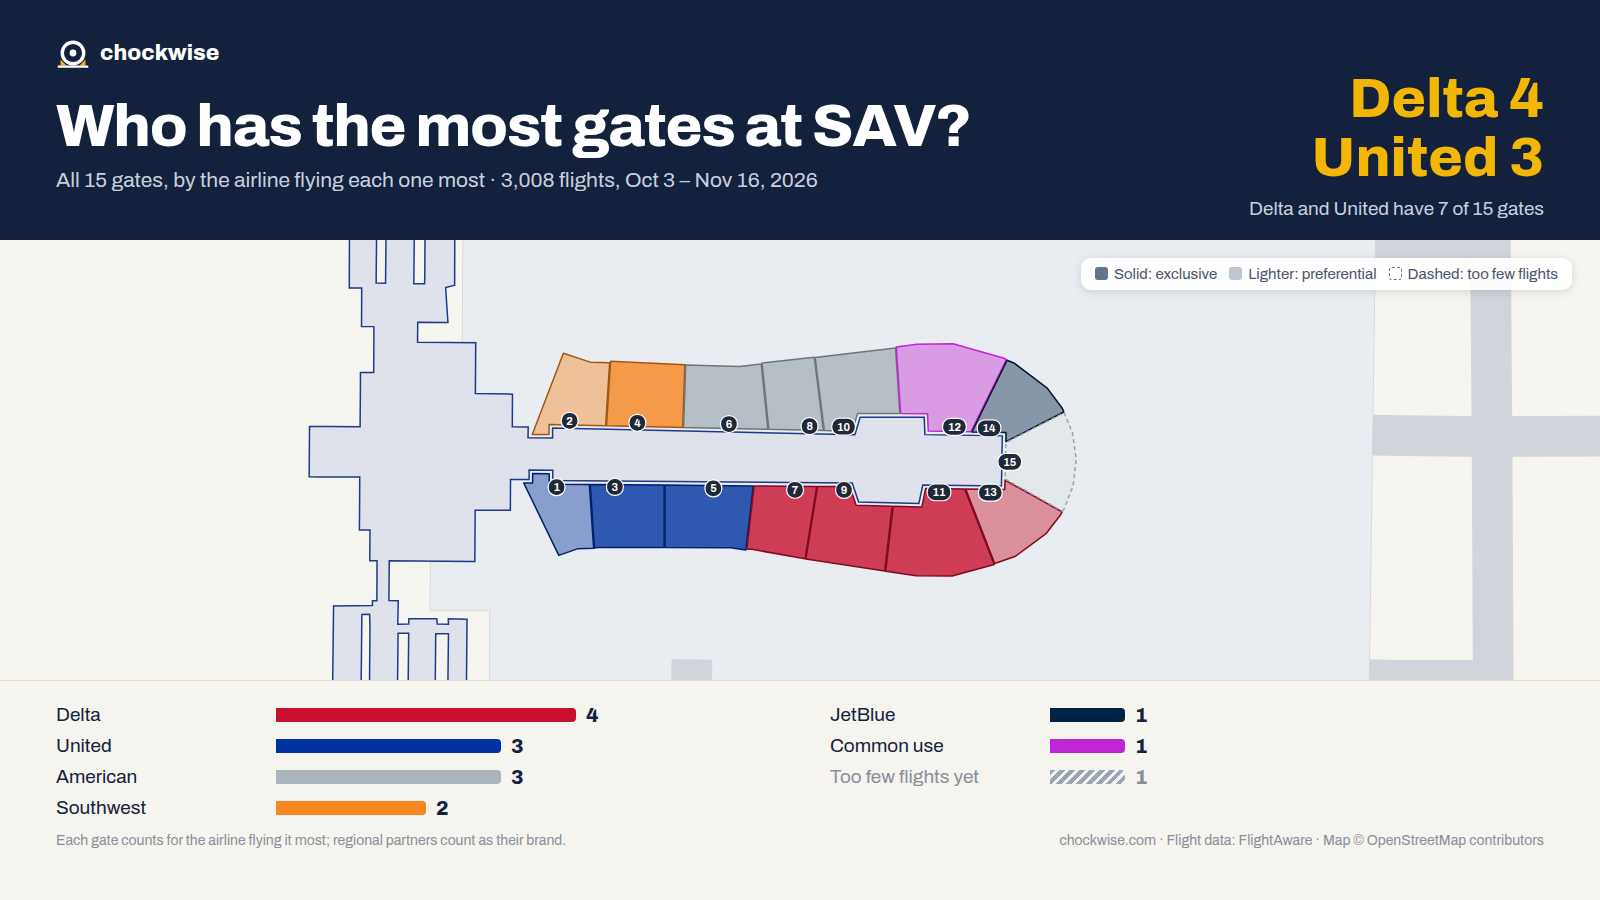 chockwise
Who has the most gates at SAV?
All 15 gates, by the airline flying each one most · 3,008 flights, Oct 3 – Nov 16, 2026
Delta 4
United 3
Delta and United have 7 of 15 gates
Solid: exclusive Lighter: preferential Dashed: too few flights
2 4 6 8 10 12 14
15
1 3 5 7 9 11 13
Delta 4
United 3
American 3
Southwest 2
JetBlue 1
Common use 1
Too few flights yet 1
Each gate counts for the airline flying it most; regional partners count as their brand.
chockwise.com · Flight data: FlightAware · Map © OpenStreetMap contributors